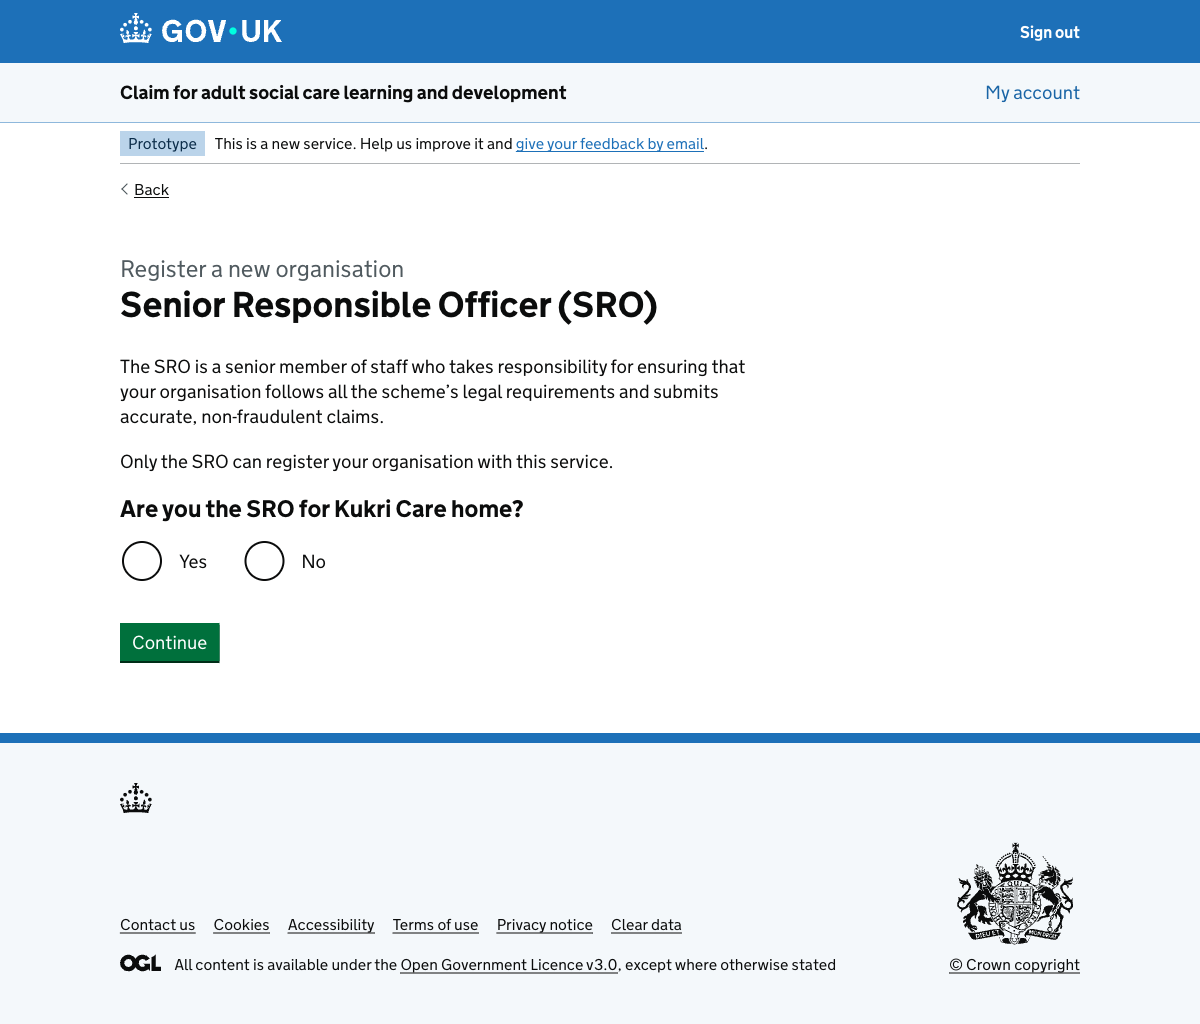 GOV•UK
Sign out
Claim for adult social care learning and development
My account
Prototype
This is a new service. Help us improve it and give your feedback by email.
Back
Register a new organisation
Senior Responsible Officer (SRO)
The SRO is a senior member of staff who takes responsibility for ensuring that
your organisation follows all the scheme’s legal requirements and submits
accurate, non-fraudulent claims.
Only the SRO can register your organisation with this service.
Are you the SRO for Kukri Care home?
Yes
No
Continue
Contact us
Cookies
Accessibility
Terms of use
Privacy notice
Clear data
OGL
All content is available under the Open Government Licence v3.0, except where otherwise stated
© Crown copyright